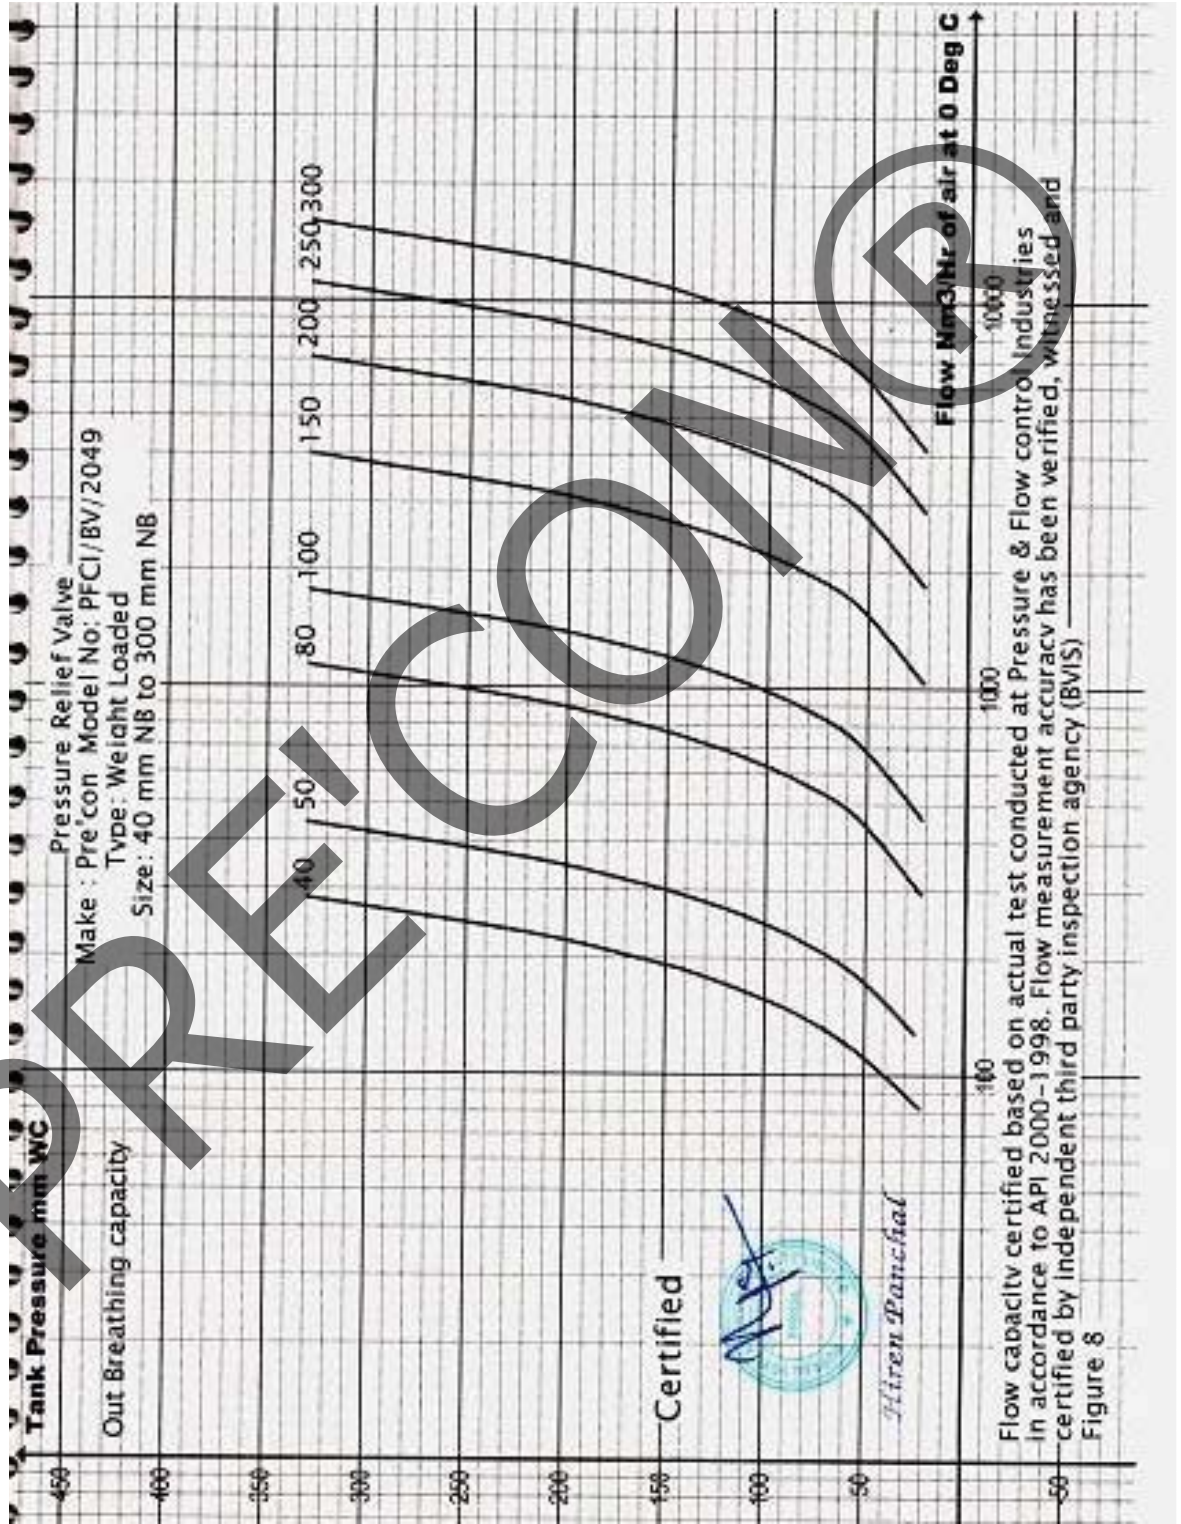 Tank Pressure mm WC
Pressure Relief Valve
Make : Pre'con Model No: PFCI/BV/2049
Type: Weight Loaded
Size: 40 mm NB to 300 mm NB
Out Breathing capacity
450
400
350
300
250
200
150
100
50
-50
40
50
80
100
150
200
250
300
Certified
Hiren Panchal
Flow Nm3/Hr of air at 0 Deg C
100
1000
10000
Flow capacity certified based on actual test conducted at Pressure & Flow control Industries
in accordance to API 2000-1998. Flow measurement accuracy has been verified, witnessed and
certified by independent third party inspection agency (BVIS)
Figure 8
PRE'CON ®